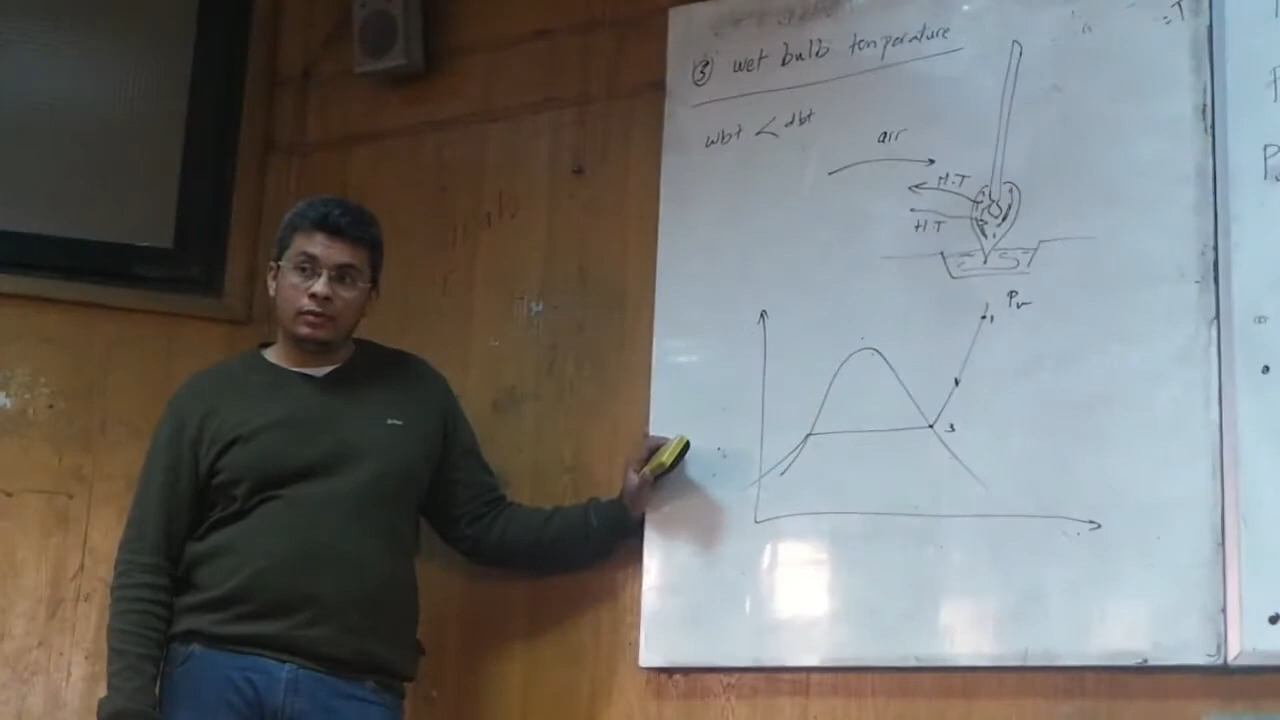 ③ wet bulb temperature
wbt < dbt
air
H.T
H.T
Pv
1
3